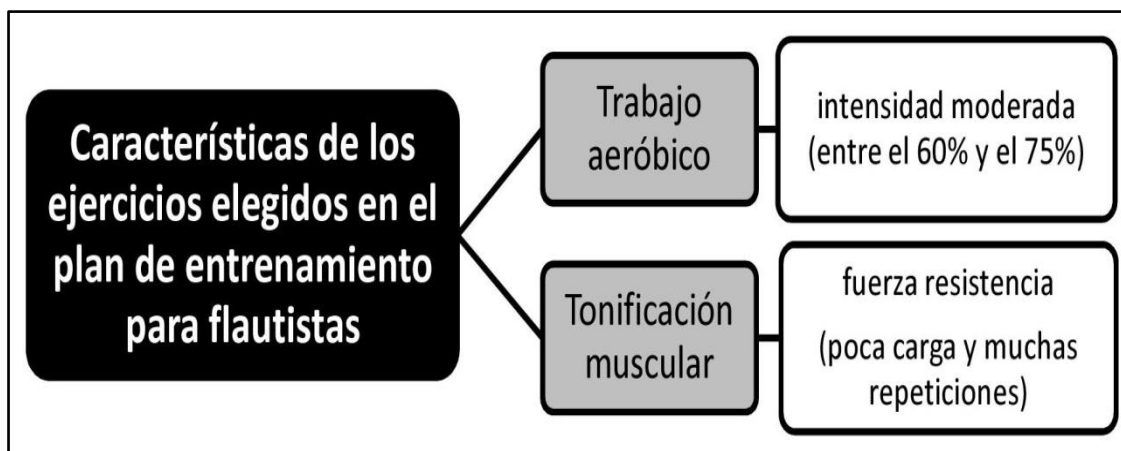 Características de los
ejercicios elegidos en el
plan de entrenamiento
para flautistas
Trabajo
aeróbico
intensidad moderada
(entre el 60% y el 75%)
Tonificación
muscular
fuerza resistencia
(poca carga y muchas
repeticiones)